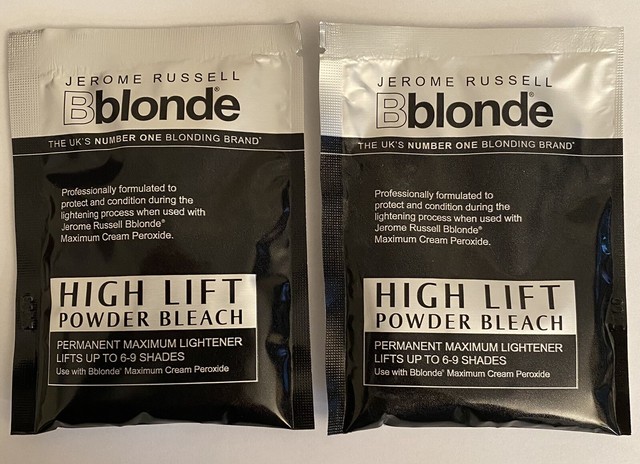 JEROME RUSSELL
Bblonde®
THE UK'S NUMBER ONE BLONDING BRAND*
Professionally formulated to
protect and condition during the
lightening process when used with
Jerome Russell Bblonde®
Maximum Cream Peroxide.
HIGH LIFT
POWDER BLEACH
PERMANENT MAXIMUM LIGHTENER
LIFTS UP TO 6-9 SHADES
Use with Bblonde® Maximum Cream Peroxide
JEROME RUSSELL
Bblonde®
THE UK'S NUMBER ONE BLONDING BRAND*
Professionally formulated to
protect and condition during the
lightening process when used with
Jerome Russell Bblonde®
Maximum Cream Peroxide.
HIGH LIFT
POWDER BLEACH
PERMANENT MAXIMUM LIGHTENER
LIFTS UP TO 6-9 SHADES
Use with Bblonde® Maximum Cream Peroxide